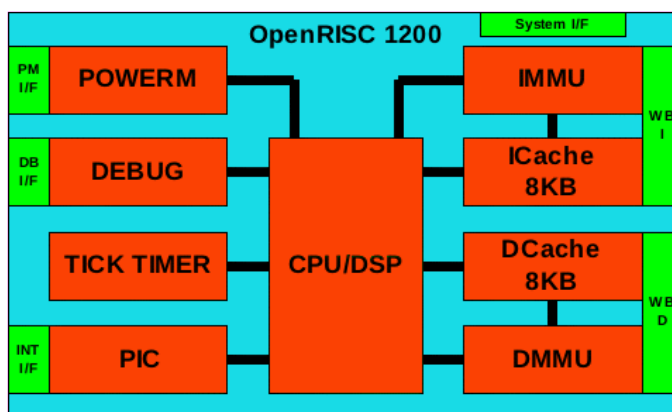 System I/F
OpenRISC 1200
PM
I/F
POWERM
IMMU
WB
I
DB
I/F
DEBUG
ICache
8KB
TICK TIMER
CPU/DSP
DCache
8KB
WB
D
INT
I/F
PIC
DMMU